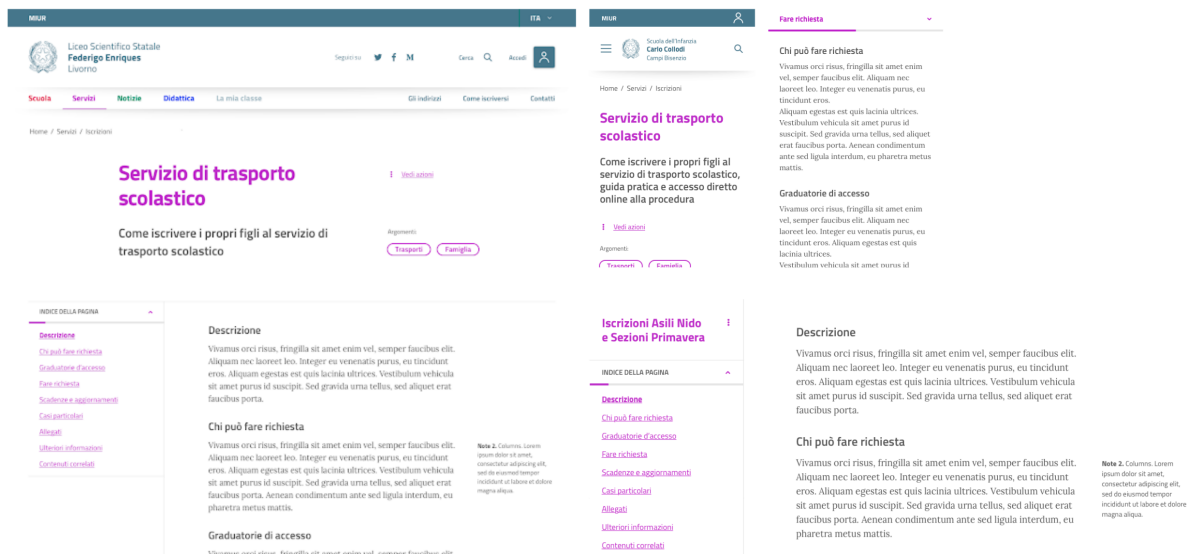 MIUR
ITA
Liceo Scientifico Statale
Federigo Enriques
Livorno
Seguici su
Cerca
Accedi
Scuola
Servizi
Notizie
Didattica
La mia classe
Gli indirizzi
Come iscriversi
Contatti
Home / Servizi / Iscrizioni
Servizio di trasporto
scolastico
Vedi azioni
Come iscrivere i propri figli al servizio di
trasporto scolastico
Argomenti
Trasporti
Famiglia
MIUR
Scuola dell'Infanzia
Carlo Collodi
Campi Bisenzio
Home / Servizi / Iscrizioni
Servizio di trasporto
scolastico
Come iscrivere i propri figli al
servizio di trasporto scolastico,
guida pratica e accesso diretto
online alla procedura
Vedi azioni
Argomenti
Trasporti
Famiglia
Fare richiesta
Chi può fare richiesta
Vivamus orci risus, fringilla sit amet enim
vel, semper faucibus elit. Aliquam nec
laoreet leo. Integer eu venenatis purus, eu
tincidunt eros.
Aliquam egestas est quis lacinia ultrices.
Vestibulum vehicula sit amet purus id
suscipit. Sed gravida urna tellus, sed aliquet
erat faucibus porta. Aenean condimentum
ante sed ligula interdum, eu pharetra metus
mattis.
Graduatorie di accesso
Vivamus orci risus, fringilla sit amet enim
vel, semper faucibus elit. Aliquam nec
laoreet leo. Integer eu venenatis purus, eu
tincidunt eros. Aliquam egestas est quis
lacinia ultrices.
Vestibulum vehicula sit amet purus id
INDICE DELLA PAGINA
Descrizione
Chi può fare richiesta
Graduatorie d'accesso
Fare richiesta
Scadenze e aggiornamenti
Casi particolari
Allegati
Ulteriori informazioni
Contenuti correlati
Descrizione
Vivamus orci risus, fringilla sit amet enim vel, semper faucibus elit.
Aliquam nec laoreet leo. Integer eu venenatis purus, eu tincidunt
eros. Aliquam egestas est quis lacinia ultrices. Vestibulum vehicula
sit amet purus id suscipit. Sed gravida urna tellus, sed aliquet erat
faucibus porta.
Chi può fare richiesta
Vivamus orci risus, fringilla sit amet enim vel, semper faucibus elit.
Aliquam nec laoreet leo. Integer eu venenatis purus, eu tincidunt
eros. Aliquam egestas est quis lacinia ultrices. Vestibulum vehicula
sit amet purus id suscipit. Sed gravida urna tellus, sed aliquet erat
faucibus porta. Aenean condimentum ante sed ligula interdum, eu
pharetra metus mattis.
Note 2. Columns. Lorem
ipsum dolor sit amet,
consectetur adipiscing elit,
sed do eiusmod tempor
incididunt ut labore et dolore
magna aliqua.
Graduatorie di accesso
Vivamus orci risus, fringilla sit amet enim vel, semper faucibus elit.
Iscrizioni Asili Nido
e Sezioni Primavera
INDICE DELLA PAGINA
Descrizione
Chi può fare richiesta
Graduatorie d'accesso
Fare richiesta
Scadenze e aggiornamenti
Casi particolari
Allegati
Ulteriori informazioni
Contenuti correlati
Descrizione
Vivamus orci risus, fringilla sit amet enim vel, semper faucibus elit.
Aliquam nec laoreet leo. Integer eu venenatis purus, eu tincidunt
eros. Aliquam egestas est quis lacinia ultrices. Vestibulum vehicula
sit amet purus id suscipit. Sed gravida urna tellus, sed aliquet erat
faucibus porta.
Chi può fare richiesta
Vivamus orci risus, fringilla sit amet enim vel, semper faucibus elit.
Aliquam nec laoreet leo. Integer eu venenatis purus, eu tincidunt
eros. Aliquam egestas est quis lacinia ultrices. Vestibulum vehicula
sit amet purus id suscipit. Sed gravida urna tellus, sed aliquet erat
faucibus porta. Aenean condimentum ante sed ligula interdum, eu
pharetra metus mattis.
Note 2. Columns. Lorem
ipsum dolor sit amet,
consectetur adipiscing elit,
sed do eiusmod tempor
incididunt ut labore et dolore
magna aliqua.